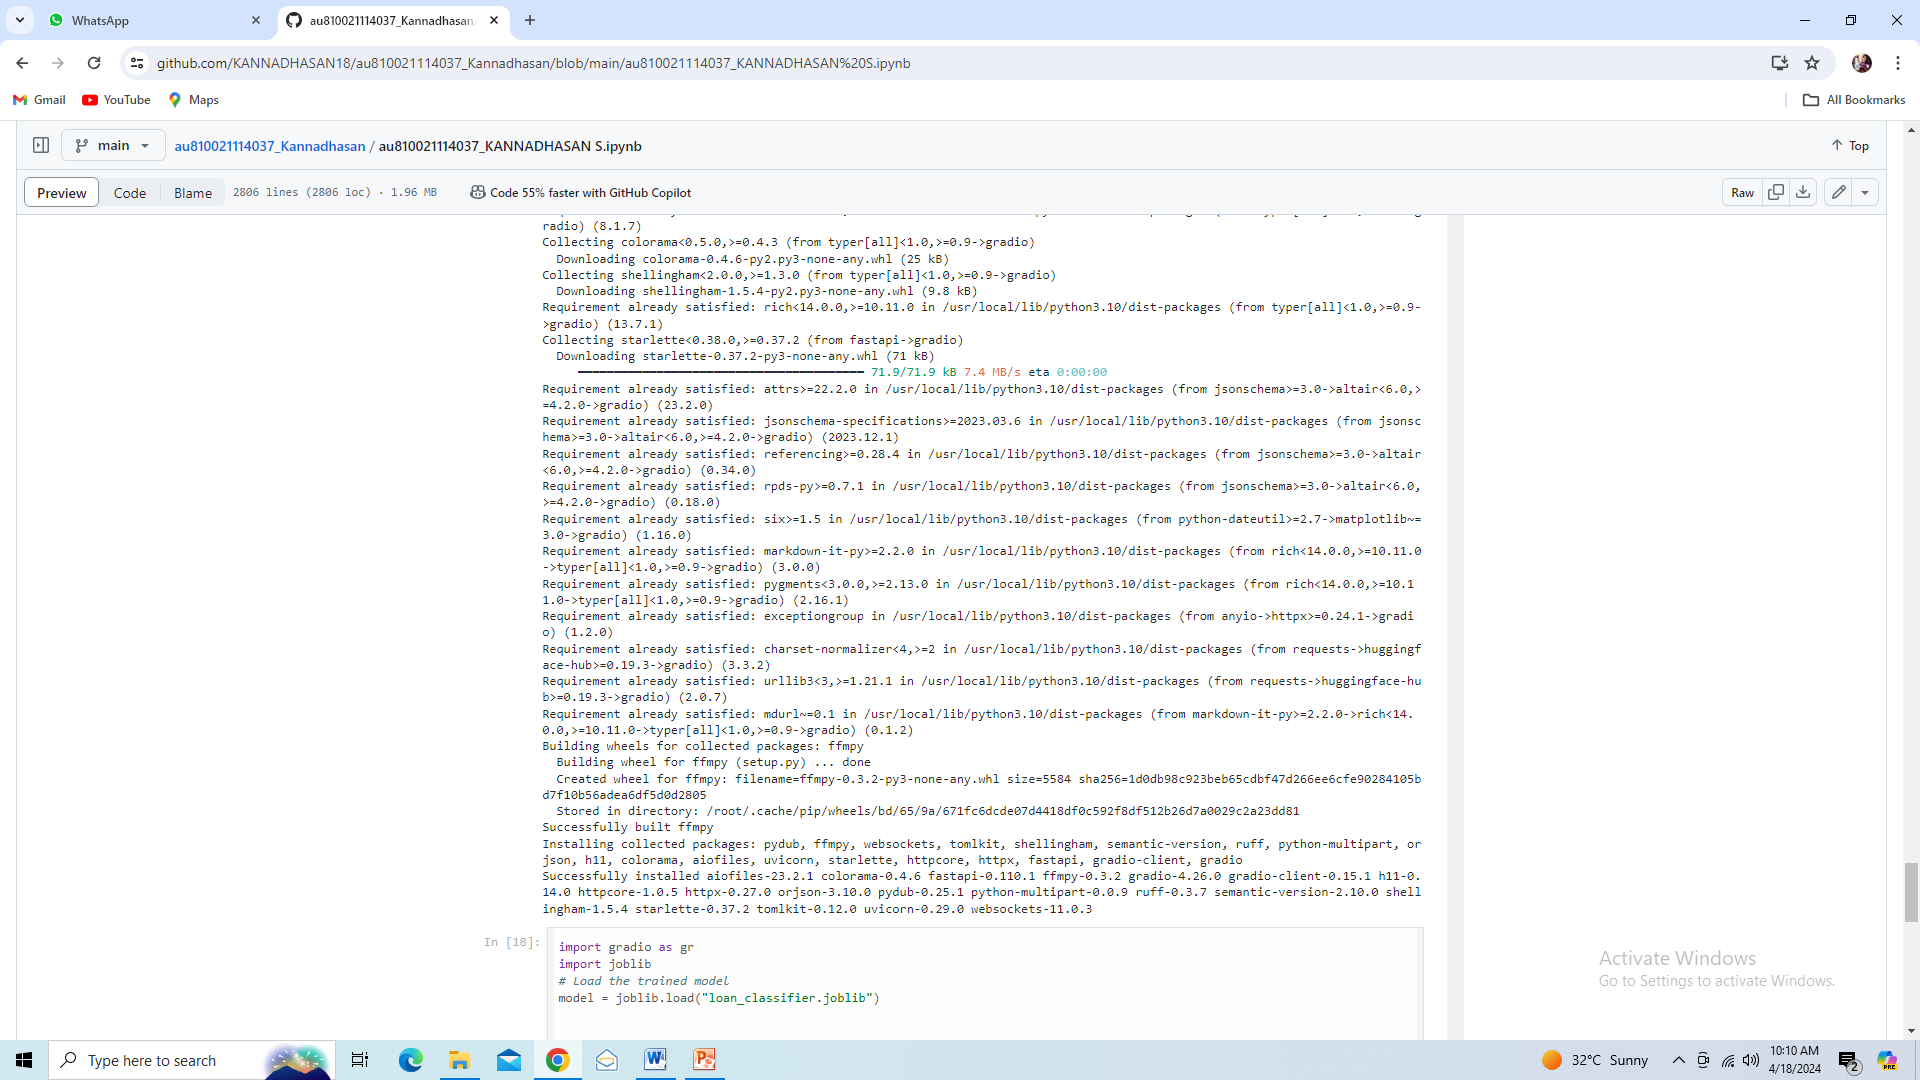 WhatsApp
au810021114037_Kannadhasan
github.com/KANNADHASAN18/au810021114037_Kannadhasan/blob/main/au810021114037_KANNADHASAN%20S.ipynb
Gmail YouTube Maps All Bookmarks
main au810021114037_Kannadhasan / au810021114037_KANNADHASAN S.ipynb Top
Preview Code Blame 2806 lines (2806 loc) · 1.96 MB Code 55% faster with GitHub Copilot Raw
radio) (8.1.7)
Collecting colorama<0.5.0,>=0.4.3 (from typer[all]<1.0,>=0.9->gradio)
Downloading colorama-0.4.6-py2.py3-none-any.whl (25 kB)
Collecting shellingham<2.0.0,>=1.3.0 (from typer[all]<1.0,>=0.9->gradio)
Downloading shellingham-1.5.4-py2.py3-none-any.whl (9.8 kB)
Requirement already satisfied: rich<14.0.0,>=10.11.0 in /usr/local/lib/python3.10/dist-packages (from typer[all]<1.0,>=0.9-
>gradio) (13.7.1)
Collecting starlette<0.38.0,>=0.37.2 (from fastapi->gradio)
Downloading starlette-0.37.2-py3-none-any.whl (71 kB)
71.9/71.9 kB 7.4 MB/s eta 0:00:00
Requirement already satisfied: attrs>=22.2.0 in /usr/local/lib/python3.10/dist-packages (from jsonschema>=3.0->altair<6.0,>
=4.2.0->gradio) (23.2.0)
Requirement already satisfied: jsonschema-specifications>=2023.03.6 in /usr/local/lib/python3.10/dist-packages (from jsonsc
hema>=3.0->altair<6.0,>=4.2.0->gradio) (2023.12.1)
Requirement already satisfied: referencing>=0.28.4 in /usr/local/lib/python3.10/dist-packages (from jsonschema>=3.0->altair
<6.0,>=4.2.0->gradio) (0.34.0)
Requirement already satisfied: rpds-py>=0.7.1 in /usr/local/lib/python3.10/dist-packages (from jsonschema>=3.0->altair<6.0,
>=4.2.0->gradio) (0.18.0)
Requirement already satisfied: six>=1.5 in /usr/local/lib/python3.10/dist-packages (from python-dateutil>=2.7->matplotlib~=
3.0->gradio) (1.16.0)
Requirement already satisfied: markdown-it-py>=2.2.0 in /usr/local/lib/python3.10/dist-packages (from rich<14.0.0,>=10.11.0
->typer[all]<1.0,>=0.9->gradio) (3.0.0)
Requirement already satisfied: pygments<3.0.0,>=2.13.0 in /usr/local/lib/python3.10/dist-packages (from rich<14.0.0,>=10.1
1.0->typer[all]<1.0,>=0.9->gradio) (2.16.1)
Requirement already satisfied: exceptiongroup in /usr/local/lib/python3.10/dist-packages (from anyio->httpx>=0.24.1->gradi
o) (1.2.0)
Requirement already satisfied: charset-normalizer<4,>=2 in /usr/local/lib/python3.10/dist-packages (from requests->huggingf
ace-hub>=0.19.3->gradio) (3.3.2)
Requirement already satisfied: urllib3<3,>=1.21.1 in /usr/local/lib/python3.10/dist-packages (from requests->huggingface-hu
b>=0.19.3->gradio) (2.0.7)
Requirement already satisfied: mdurl~=0.1 in /usr/local/lib/python3.10/dist-packages (from markdown-it-py>=2.2.0->rich<14.
0.0,>=10.11.0->typer[all]<1.0,>=0.9->gradio) (0.1.2)
Building wheels for collected packages: ffmpy
Building wheel for ffmpy (setup.py) ... done
Created wheel for ffmpy: filename=ffmpy-0.3.2-py3-none-any.whl size=5584 sha256=1d0db98c923beb65cdbf47d266ee6cfe90284105b
d7f10b56adea6df5d0d2805
Stored in directory: /root/.cache/pip/wheels/bd/65/9a/671fc6dcde07d4418df0c592f8df512b26d7a0029c2a23dd81
Successfully built ffmpy
Installing collected packages: pydub, ffmpy, websockets, tomlkit, shellingham, semantic-version, ruff, python-multipart, or
json, h11, colorama, aiofiles, uvicorn, starlette, httpcore, httpx, fastapi, gradio-client, gradio
Successfully installed aiofiles-23.2.1 colorama-0.4.6 fastapi-0.110.1 ffmpy-0.3.2 gradio-4.26.0 gradio-client-0.15.1 h11-0.
14.0 httpcore-1.0.5 httpx-0.27.0 orjson-3.10.0 pydub-0.25.1 python-multipart-0.0.9 ruff-0.3.7 semantic-version-2.10.0 shell
ingham-1.5.4 starlette-0.37.2 tomlkit-0.12.0 uvicorn-0.29.0 websockets-11.0.3
In [18]:
import gradio as gr
import joblib
# Load the trained model
model = joblib.load("loan_classifier.joblib")
Activate Windows
Go to Settings to activate Windows.
Type here to search
32°C Sunny
10:10 AM
4/18/2024
2
PRE